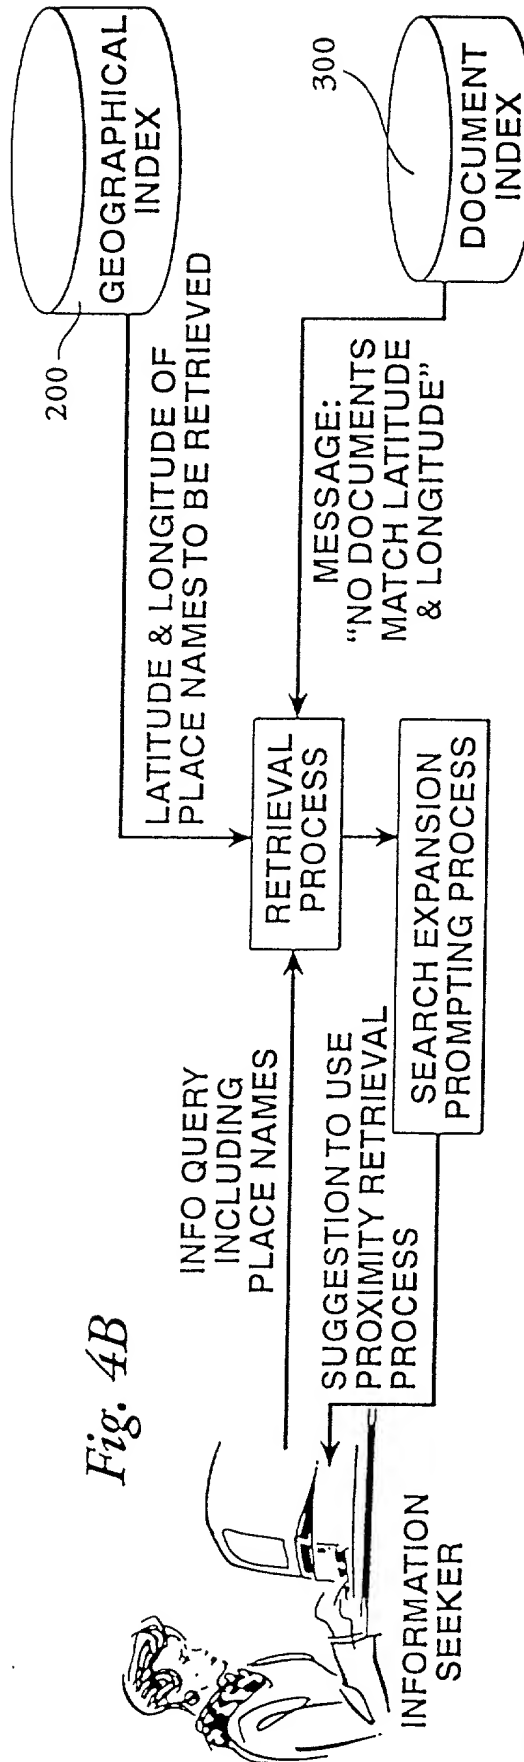 Fig. 4B
INFORMATION
SEEKER
INFO QUERY
INCLUDING
PLACE NAMES
SUGGESTION TO USE
PROXIMITY RETRIEVAL
PROCESS
RETRIEVAL
PROCESS
SEARCH EXPANSION
PROMPTING PROCESS
LATITUDE & LONGITUDE OF
PLACE NAMES TO BE RETRIEVED
MESSAGE:
“NO DOCUMENTS
MATCH LATITUDE
& LONGITUDE”
200
GEOGRAPHICAL
INDEX
300
DOCUMENT
INDEX